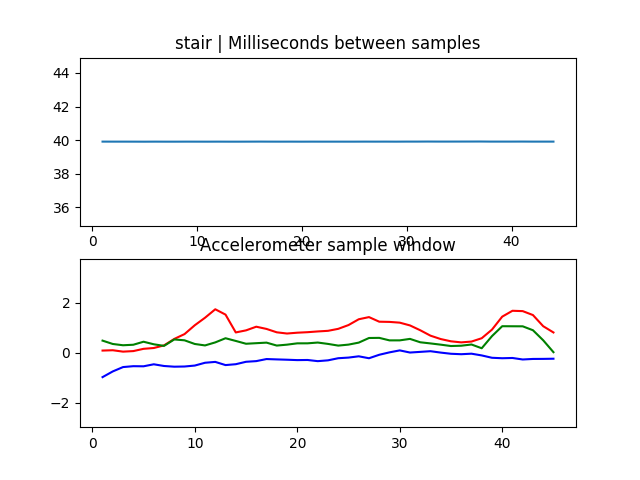 stair | Milliseconds between samples
44
42
40
38
36
0 10 20 30 40
Accelerometer sample window
2
0
−2
0 10 20 30 40